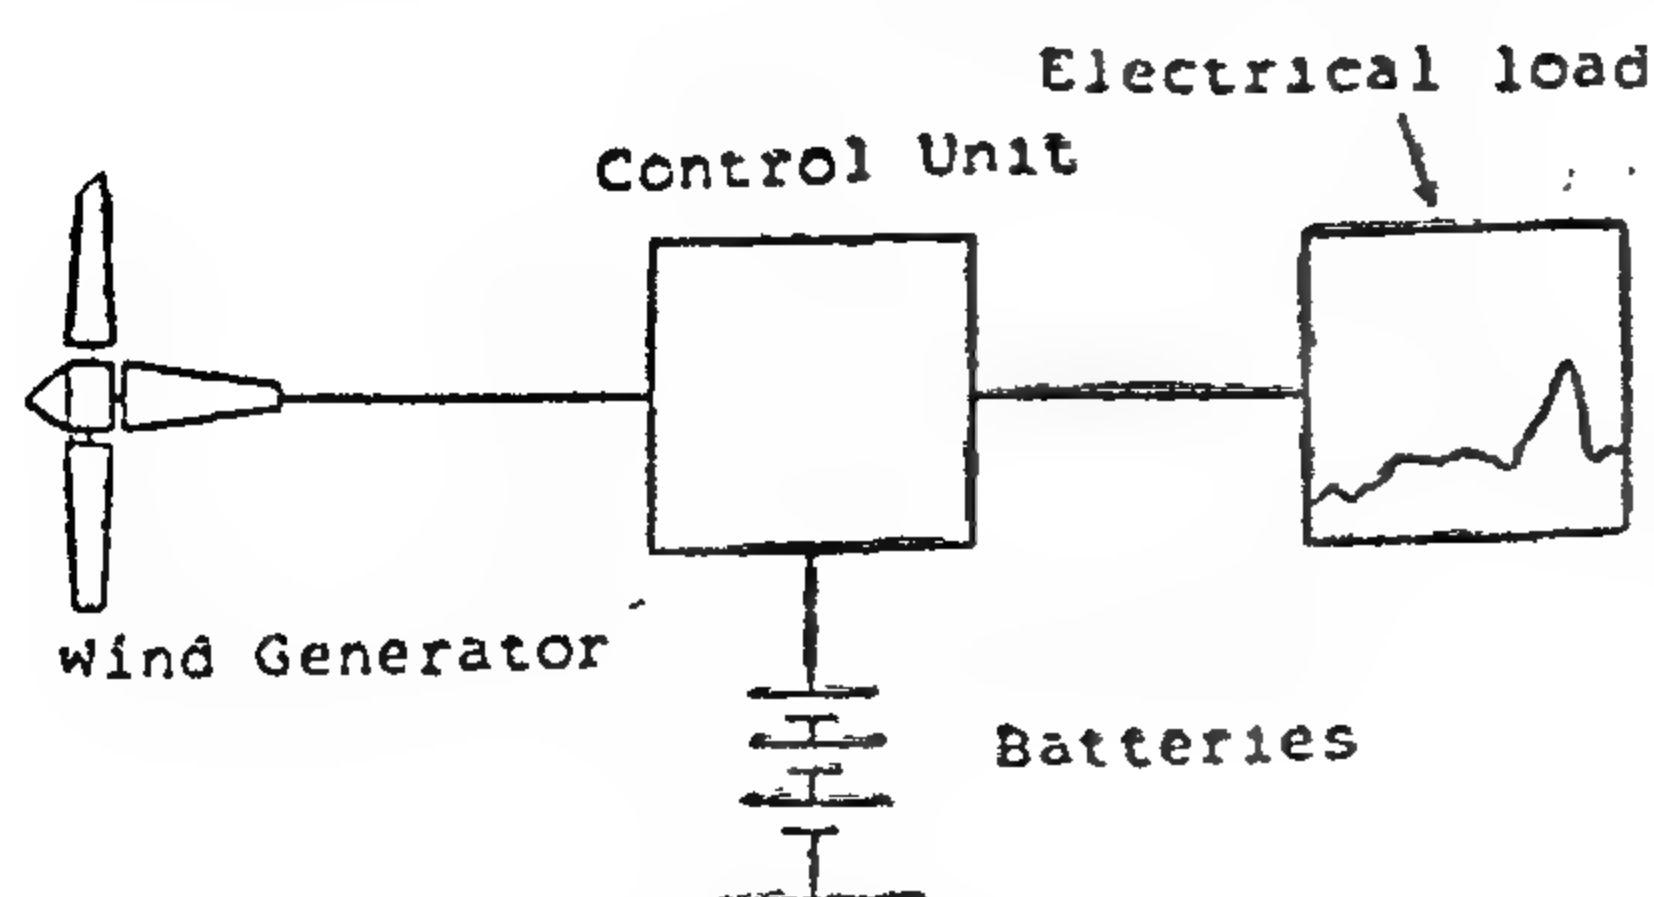 Electrical load
Control Unit
Wind Generator
Batteries